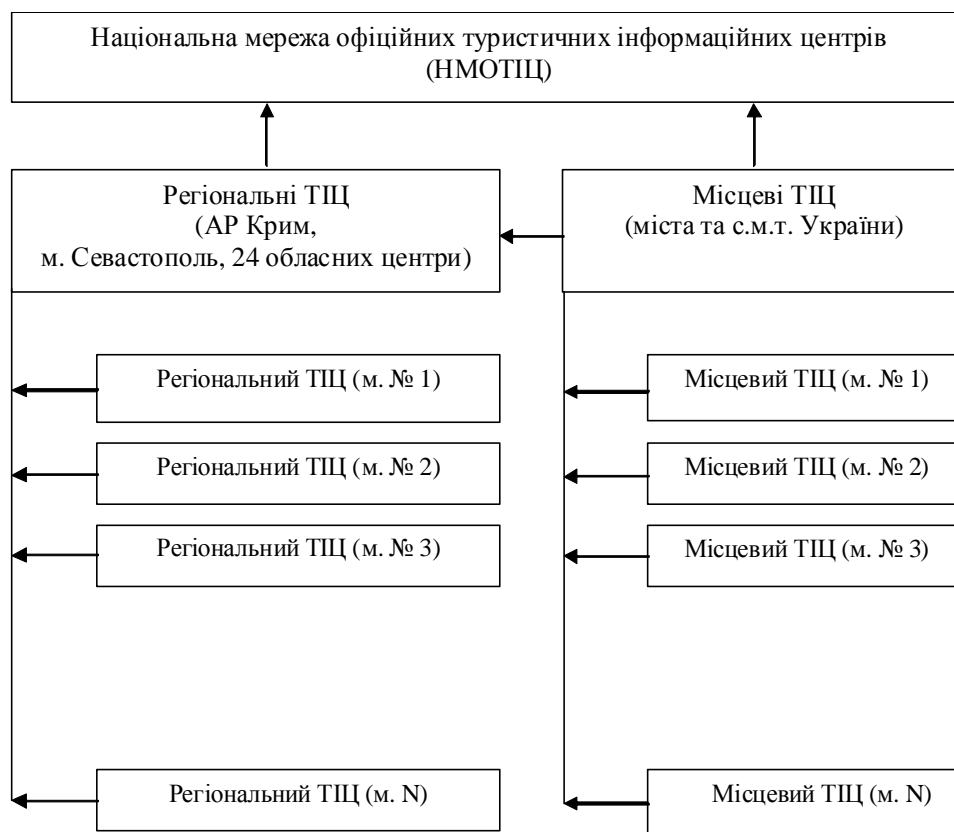 Національна мережа офіційних туристичних інформаційних центрів
(НМОТІЦ)
Регіональні ТІЦ
(АР Крим,
м. Севастополь, 24 обласних центри)
Місцеві ТІЦ
(міста та с.м.т. України)
Регіональний ТІЦ (м. № 1)
Місцевий ТІЦ (м. № 1)
Регіональний ТІЦ (м. № 2)
Місцевий ТІЦ (м. № 2)
Регіональний ТІЦ (м. № 3)
Місцевий ТІЦ (м. № 3)
Регіональний ТІЦ (м. N)
Місцевий ТІЦ (м. N)